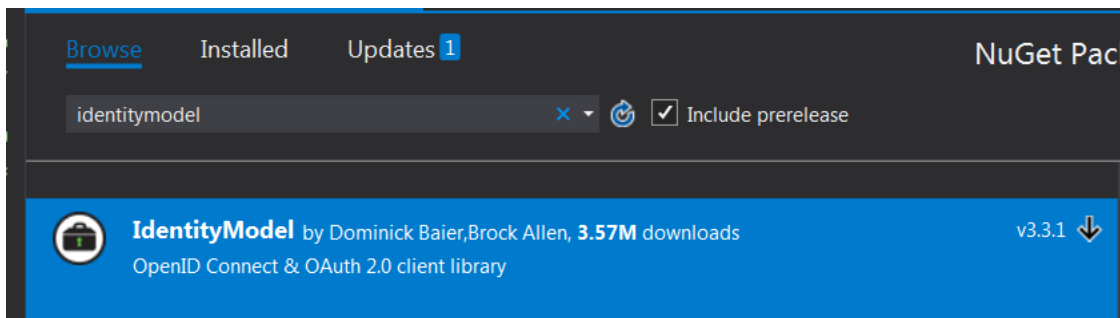 Browse Installed Updates 1
NuGet Pac
identitymodel Include prerelease
IdentityModel by Dominick Baier,Brock Allen, 3.57M downloads v3.3.1
OpenID Connect & OAuth 2.0 client library